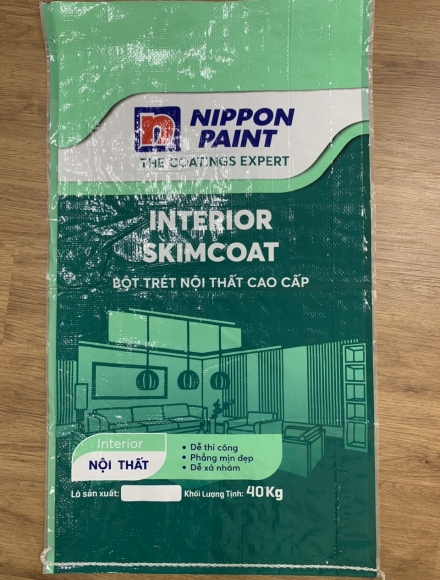 n
NIPPON
PAINT
THE COATINGS EXPERT
INTERIOR
SKIMCOAT
BỘT TRÉT NỘI THẤT CAO CẤP
Interior
NỘI THẤT
• Dễ thi công
• Phẳng mịn đẹp
• Dễ xả nhám
Lô sản xuất:
Khối Lượng Tịnh: 40Kg